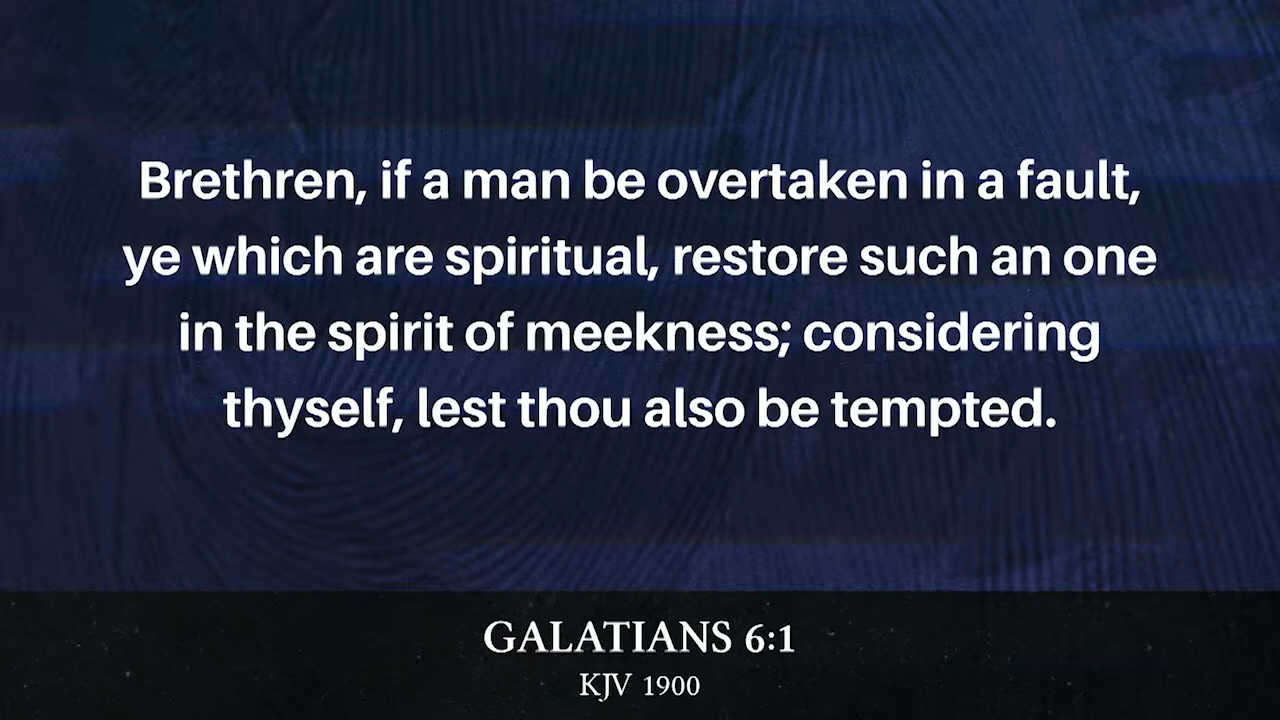 Brethren, if a man be overtaken in a fault,
ye which are spiritual, restore such an one
in the spirit of meekness; considering
thyself, lest thou also be tempted.
GALATIANS 6:1
KJV 1900